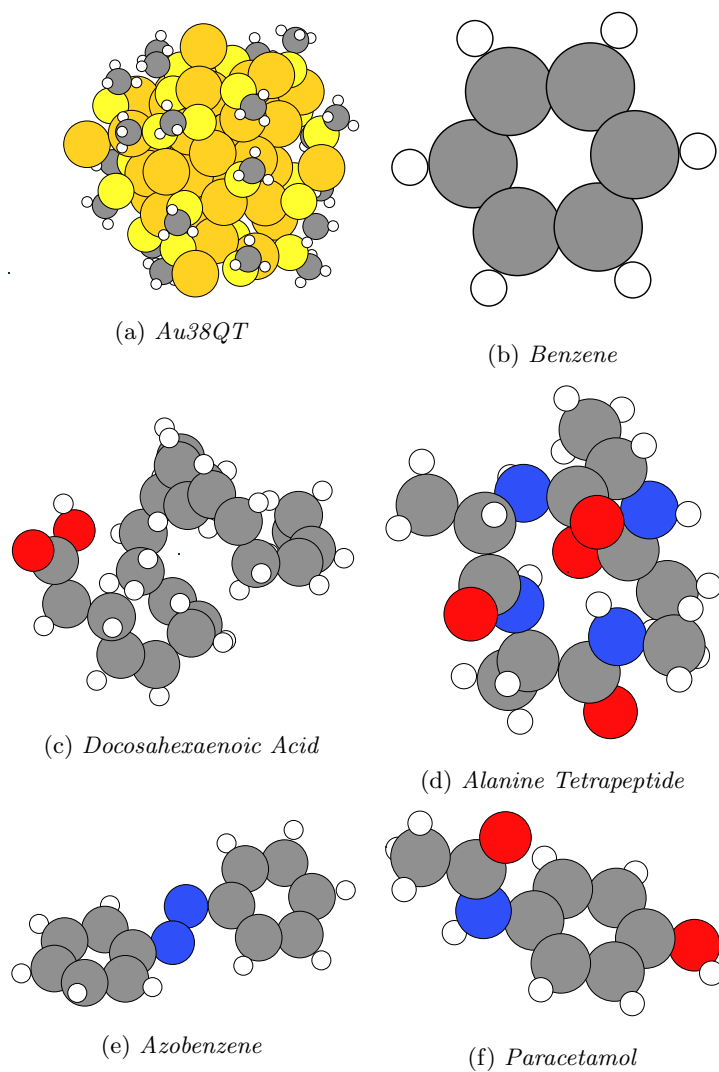 (a) Au38QT
(b) Benzene
(c) Docosahexaenoic Acid
(d) Alanine Tetrapeptide
(e) Azobenzene
(f) Paracetamol